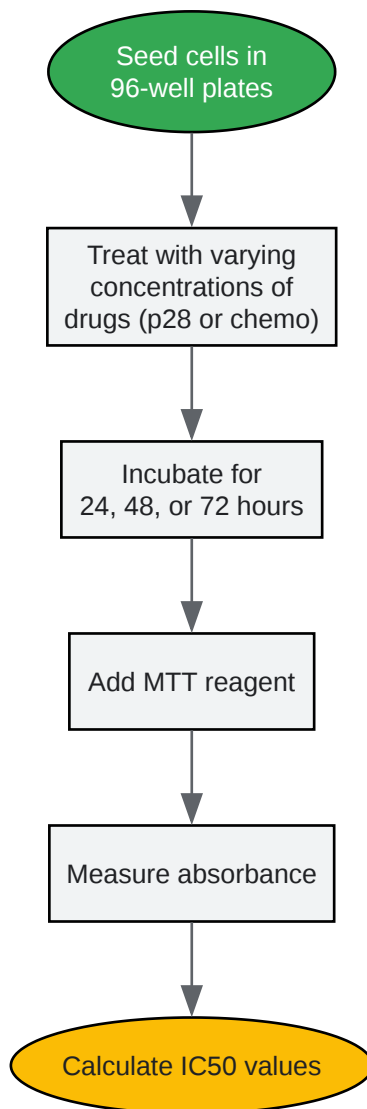 Seed cells in
96-well plates
Treat with varying
concentrations of
drugs (p28 or chemo)
Incubate for
24, 48, or 72 hours
Add MTT reagent
Measure absorbance
Calculate IC50 values